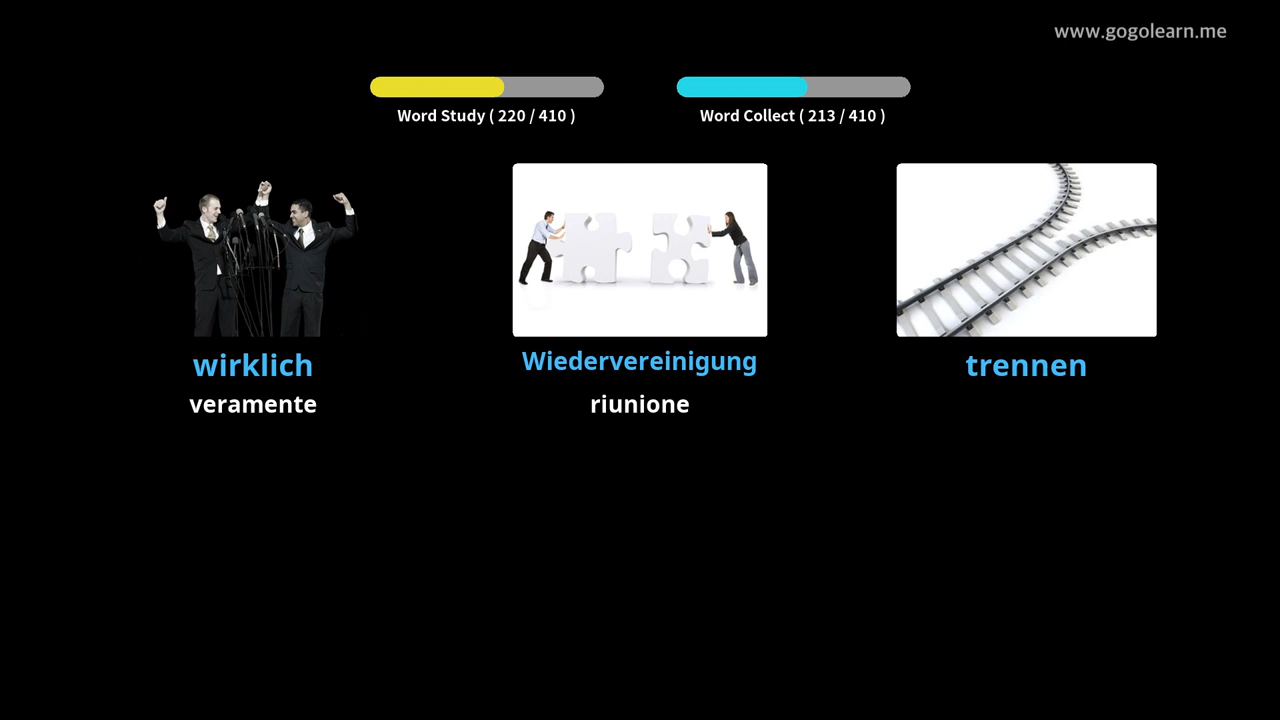 www.gogolearn.me
Word Study ( 220 / 410 )
Word Collect ( 213 / 410 )
wirklich
veramente
Wiedervereinigung
riunione
trennen